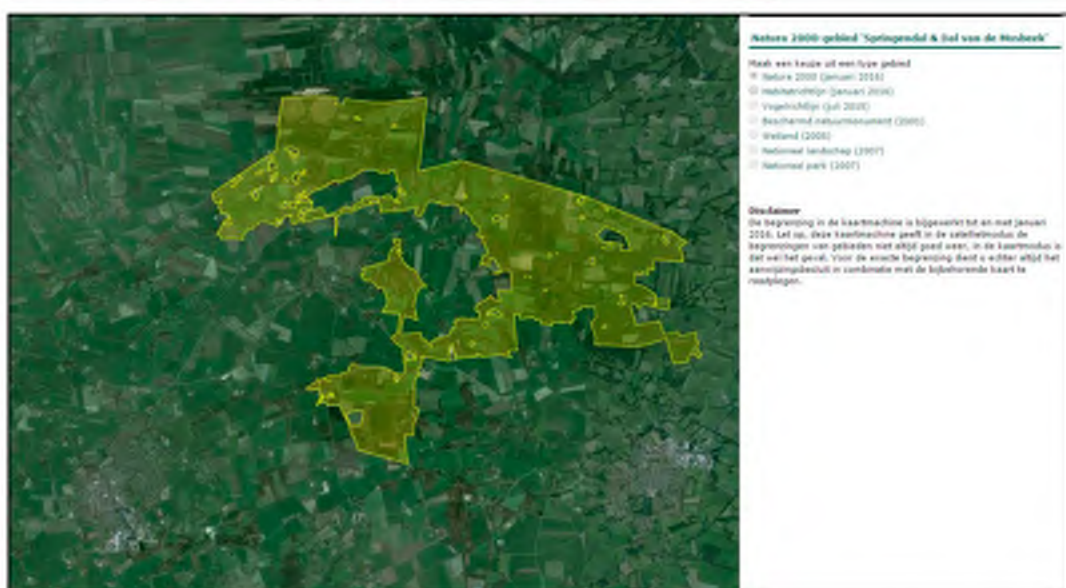 Natura 2000-gebied 'Springendal & Dal van de Mosbeek'
Maak een keuze uit een type gebied
Natura 2000 (januari 2016)
Habitatrichtlijn (januari 2016)
Vogelrichtlijn (juli 2015)
Beschermd natuurmonument (2005)
Wetland (2005)
Nationaal landschap (2007)
Nationaal park (2007)
Disclaimer
De begrenzing in de kaartmachine is bijgewerkt tot en met januari
2016. Let op, deze kaartmachine geeft in de satellietmodus de
begrenzingen van gebieden niet altijd goed weer, in de kaartmodus is
dat wel het geval. Voor de exacte begrenzing dient u echter altijd het
aanwijzingsbesluit in combinatie met de bijbehorende kaart te
raadplegen.